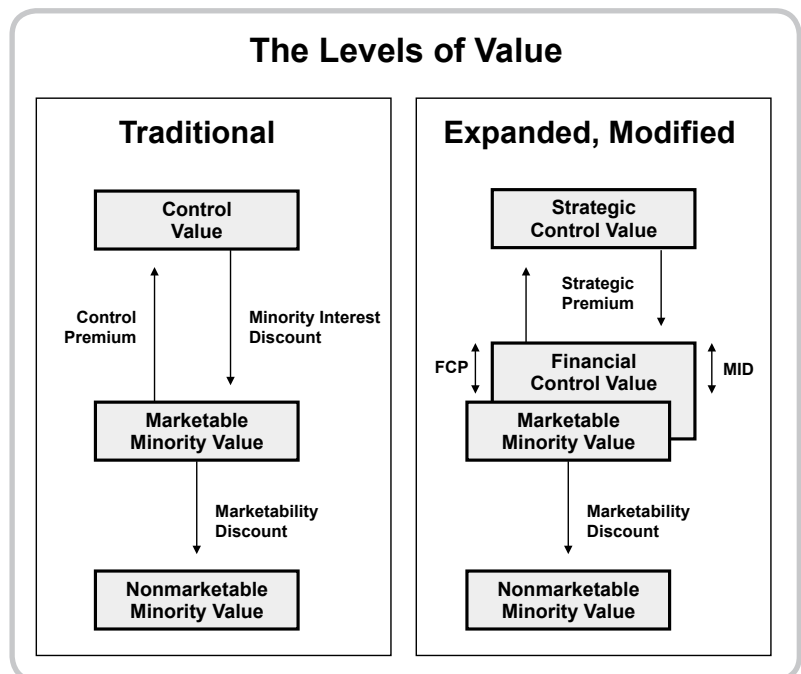 The Levels of Value
Traditional
Control
Value
Control
Premium
Minority Interest
Discount
Marketable
Minority Value
Marketability
Discount
Nonmarketable
Minority Value
Expanded, Modified
Strategic
Control Value
Strategic
Premium
FCP
Financial
Control Value
MID
Marketable
Minority Value
Marketability
Discount
Nonmarketable
Minority Value